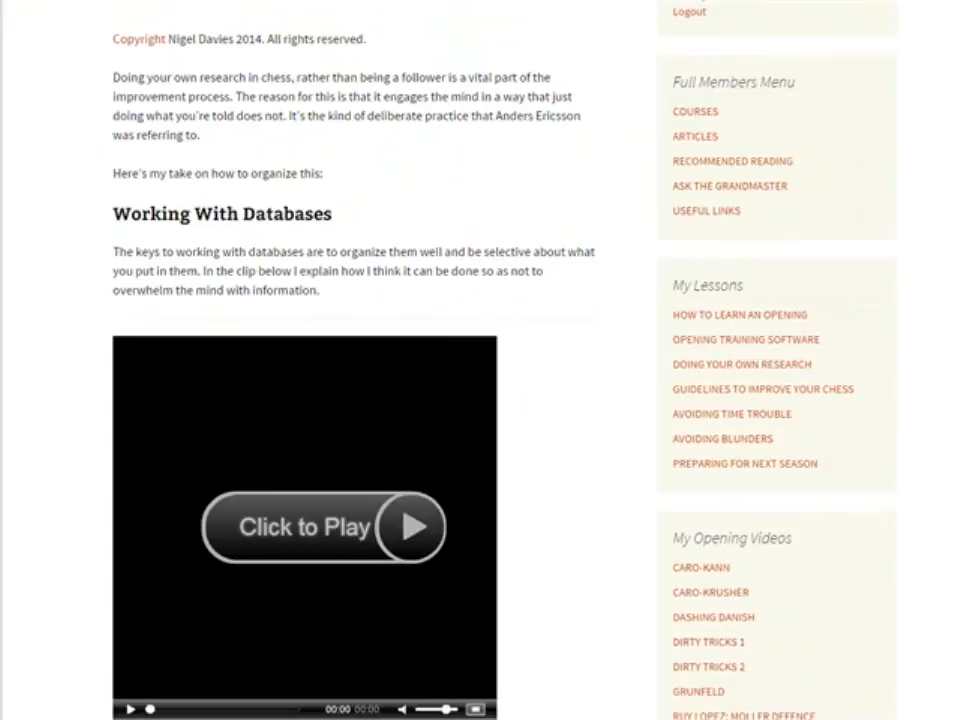 Copyright Nigel Davies 2014. All rights reserved.
Doing your own research in chess, rather than being a follower is a vital part of the
improvement process. The reason for this is that it engages the mind in a way that just
doing what you're told does not. It's the kind of deliberate practice that Anders Ericsson
was referring to.
Here's my take on how to organize this:
Working With Databases
The keys to working with databases are to organize them well and be selective about what
you put in them. In the clip below I explain how I think it can be done so as not to
overwhelm the mind with information.
Click to Play
00:00 00:00
Logout
Full Members Menu
COURSES
ARTICLES
RECOMMENDED READING
ASK THE GRANDMASTER
USEFUL LINKS
My Lessons
HOW TO LEARN AN OPENING
OPENING TRAINING SOFTWARE
DOING YOUR OWN RESEARCH
GUIDELINES TO IMPROVE YOUR CHESS
AVOIDING TIME TROUBLE
AVOIDING BLUNDERS
PREPARING FOR NEXT SEASON
My Opening Videos
CARO-KANN
CARO-KRUSHER
DASHING DANISH
DIRTY TRICKS 1
DIRTY TRICKS 2
GRUNFELD
RUY LOPEZ: MOLLER DEFENCE